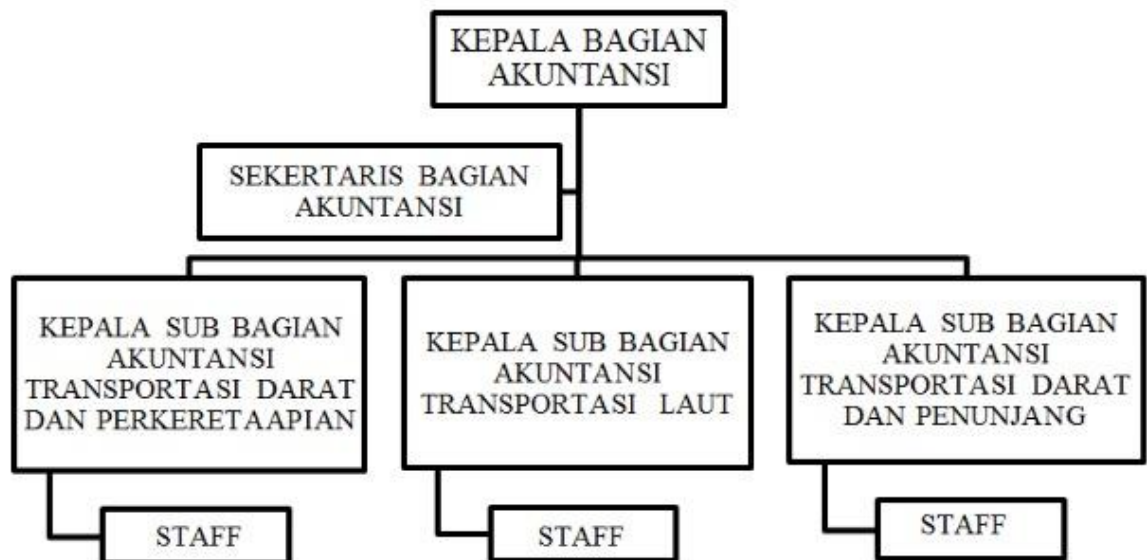 KEPALA BAGIAN
AKUNTANSI
SEKERTARIS BAGIAN
AKUNTANSI
KEPALA SUB BAGIAN
AKUNTANSI
TRANSPORTASI DARAT
DAN PERKERETAAPIAN
KEPALA SUB BAGIAN
AKUNTANSI
TRANSPORTASI LAUT
KEPALA SUB BAGIAN
AKUNTANSI
TRANSPORTASI DARAT
DAN PENUNJANG
STAFF
STAFF
STAFF